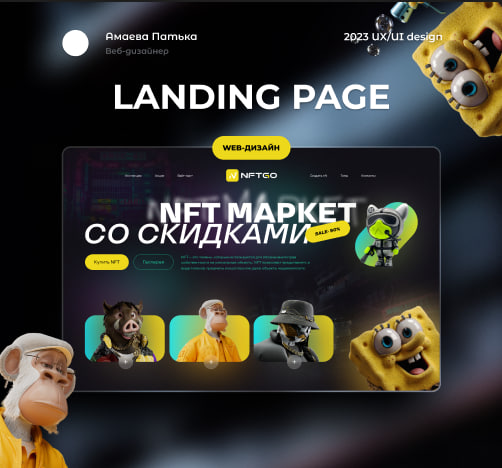 Амаева Патька
Веб-дизайнер
2023 UX/UI design
LANDING PAGE
WEB-ДИЗАЙН
NFTGO
NFT МАРКЕТ
СО СКИДКАМИ
SALE: 50%
Купить NFT
Галерея